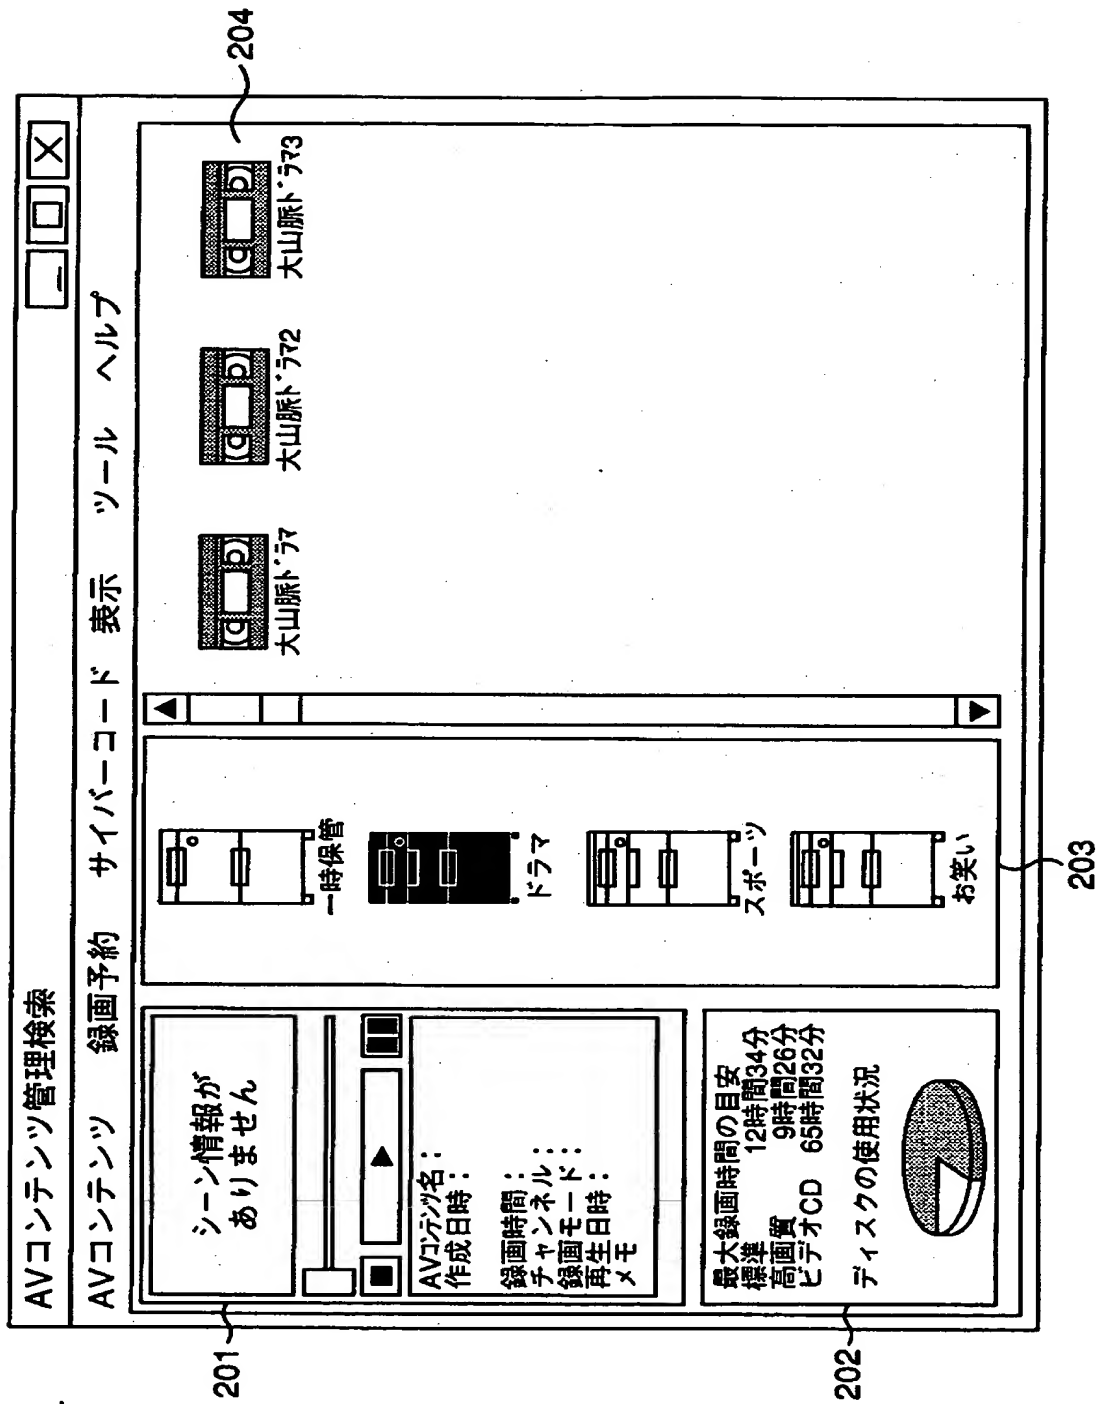 AVコンテンツ管理検索
AVコンテンツ 録画予約 サイバーコード 表示 ツール ヘルプ
シーン情報が
ありません
AVコンテンツ名:
作成日時:
録画時間:
チャンネル:
録画モード:
再生日時:
メモ
最大録画時間の目安
標準 12時間34分
高画質 9時間26分
ビデオCD 65時間32分
ディスクの使用状況
一時保管
ドラマ
スポーツ
お笑い
大山脈ドラマ
大山脈ドラマ2
大山脈ドラマ3
201
202
203
204